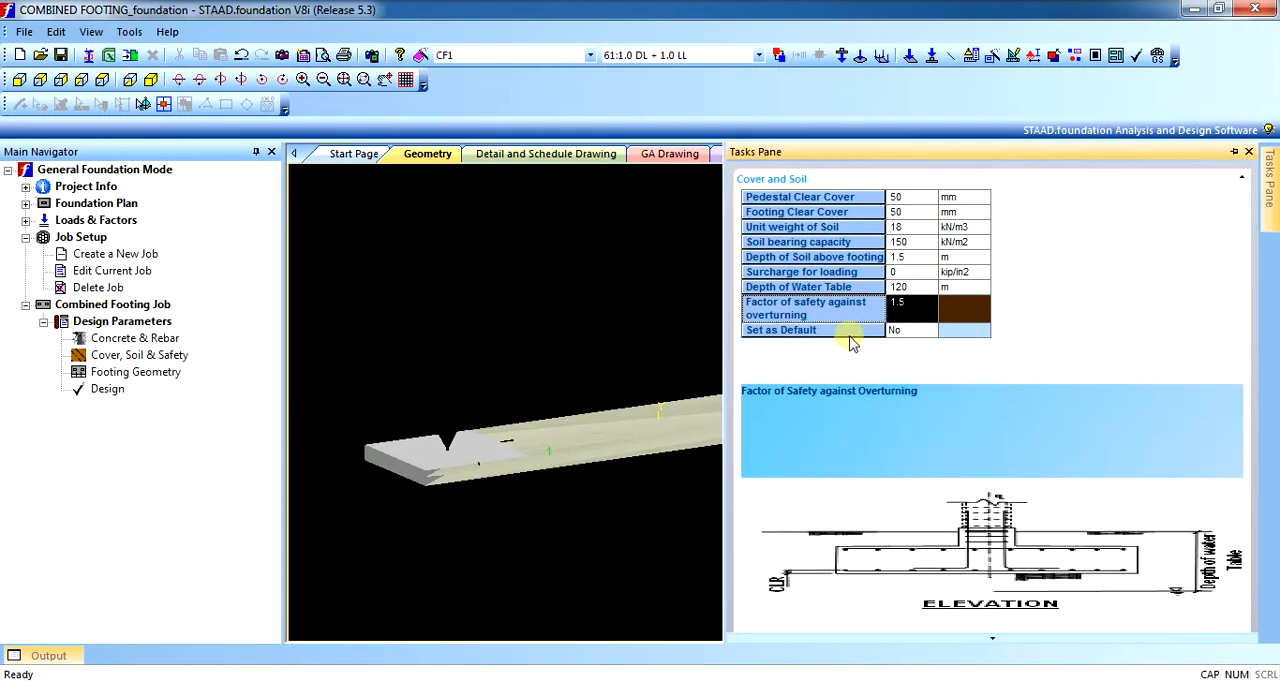 COMBINED FOOTING_foundation - STAAD.foundation V8i (Release 5.3)
File Edit View Tools Help
CF1 61:1.0 DL + 1.0 LL
STAAD.foundation Analysis and Design Software
Main Navigator
General Foundation Mode
Project Info
Foundation Plan
Loads & Factors
Job Setup
Create a New Job
Edit Current Job
Delete Job
Combined Footing Job
Design Parameters
Concrete & Rebar
Cover, Soil & Safety
Footing Geometry
Design
Start Page Geometry Detail and Schedule Drawing GA Drawing
Tasks Pane
Tasks Pane
Cover and Soil
Pedestal Clear Cover 50 mm
Footing Clear Cover 50 mm
Unit weight of Soil 18 kN/m3
Soil bearing capacity 150 kN/m2
Depth of Soil above footing 1.5 m
Surcharge for loading 0 kip/in2
Depth of Water Table 120 m
Factor of safety against
overturning 1.5
Set as Default No
Factor of Safety against Overturning
CLR
Depth of water
Table
ELEVATION
Output
Ready CAP NUM SCRL